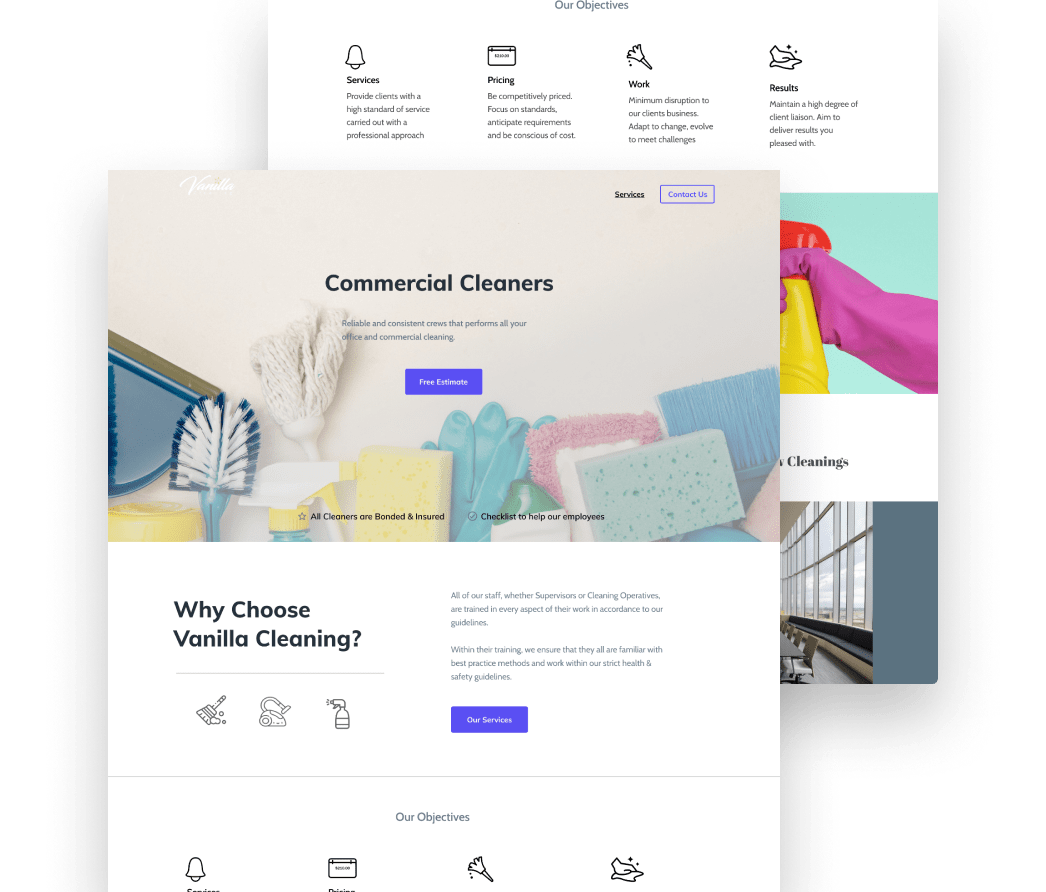 Our Objectives
Services
Provide clients with a
high standard of service
carried out with a
professional approach
$210.00
Pricing
Be competitively priced.
Focus on standards,
anticipate requirements
and be conscious of cost.
Work
Minimum disruption to
our clients business.
Adapt to change, evolve
to meet challenges
Results
Maintain a high degree of
client liaison. Aim to
deliver results you
pleased with.
Vanilla
Services
Contact Us
Commercial Cleaners
Reliable and consistent crews that performs all your
office and commercial cleaning.
Free Estimate
All Cleaners are Bonded & Insured
Checklist to help our employees
Cleanings
Why Choose
Vanilla Cleaning?
All of our staff, whether Supervisors or Cleaning Operatives,
are trained in every aspect of their work in accordance to our
guidelines.
Within their training, we ensure that they all are familiar with
best practice methods and work within our strict health &
safety guidelines.
Our Services
Our Objectives
$210.00
Services
Pricing